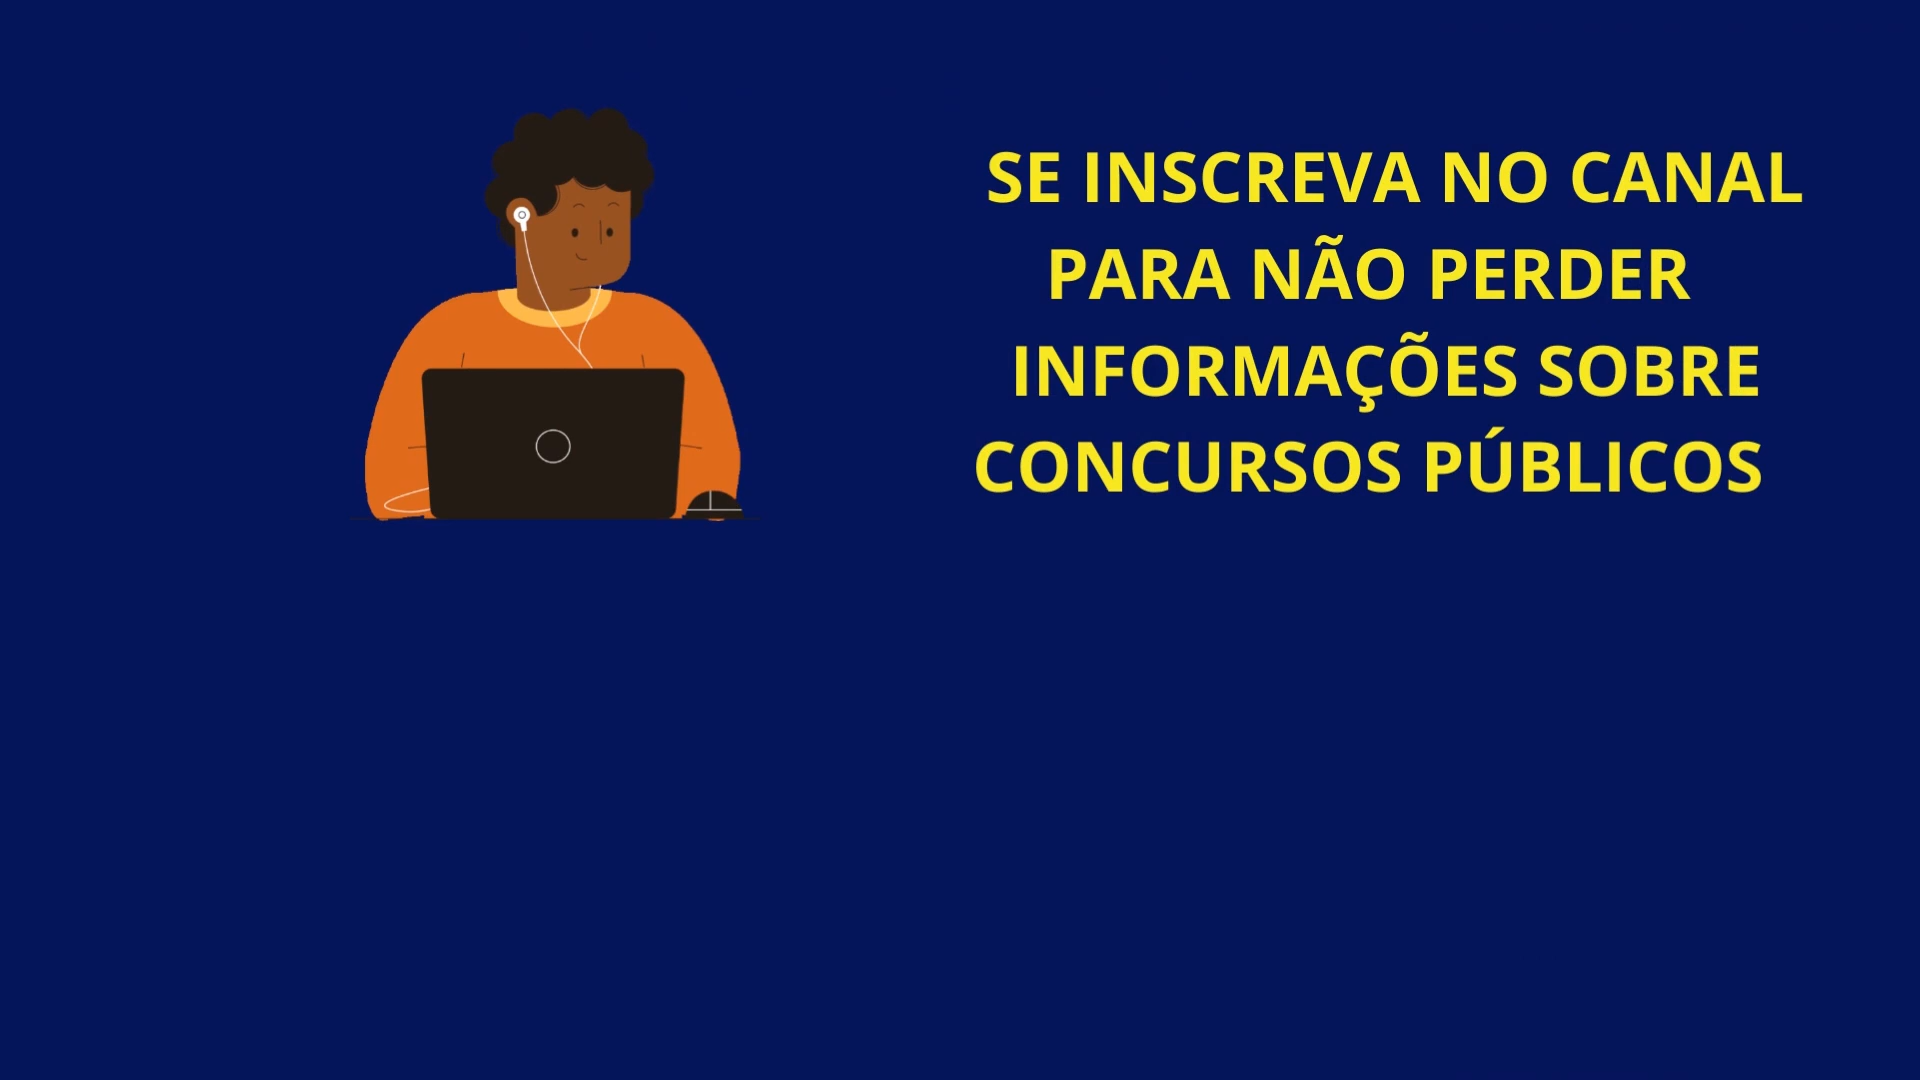 SE INSCREVA NO CANAL
PARA NÃO PERDER
INFORMAÇÕES SOBRE
CONCURSOS PÚBLICOS